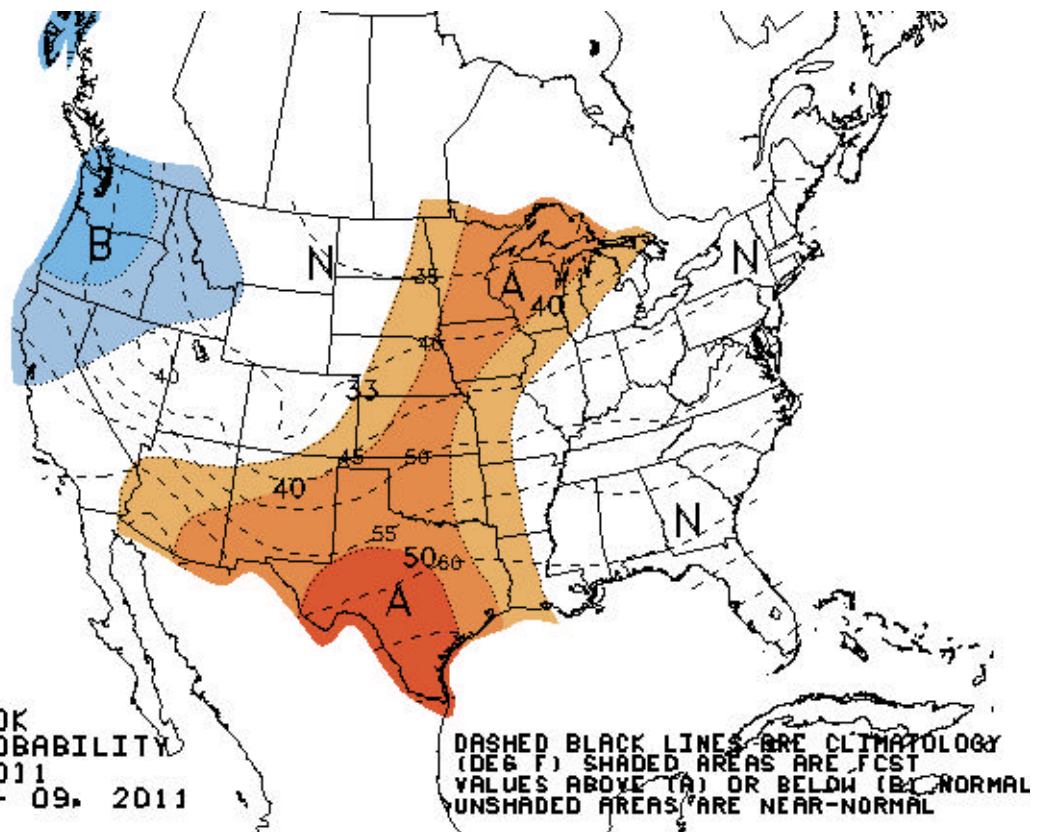 B
N
35
A
40
N
40
40
33
45
50
40
N
55
50
60
A
OK
OBABILITY
011
09, 2011
DASHED BLACK LINES ARE CLIMATOLOGY
(DEG F) SHADED AREAS ARE FCST
VALUES ABOVE (A) OR BELOW (B) NORMAL
UNSHADED AREAS ARE NEAR-NORMAL